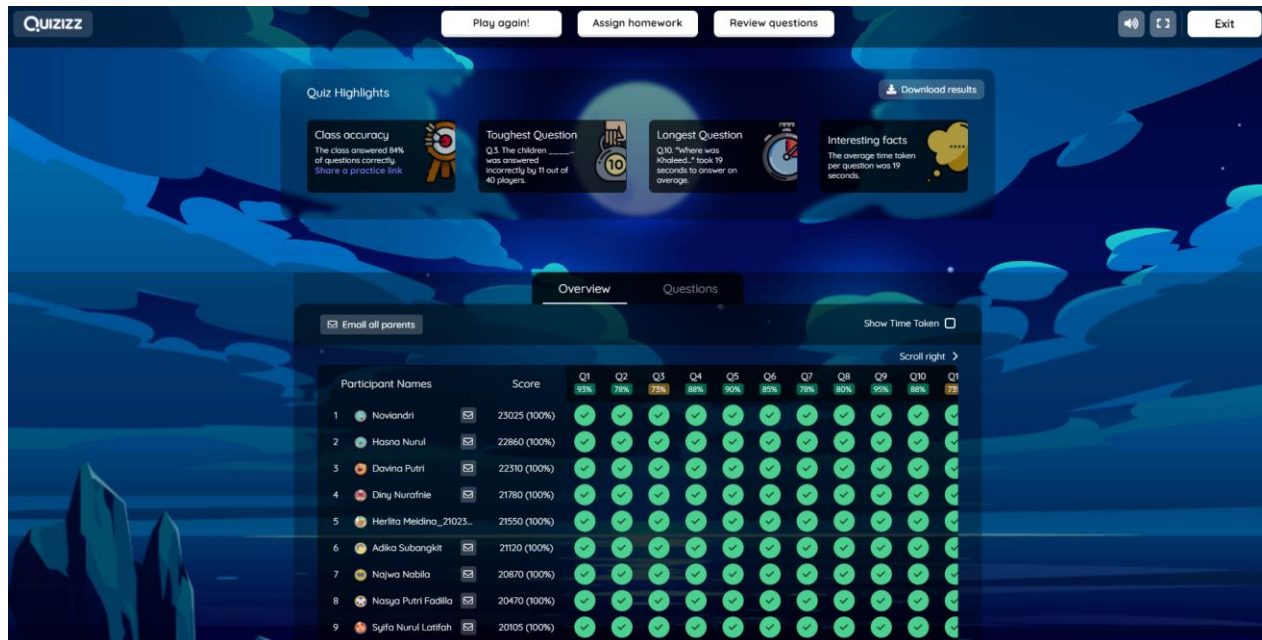 QUIZIZZ
Play again!
Assign homework
Review questions
Exit
Quiz Highlights
Download results
Class accuracy
The class answered 84%
of questions correctly.
Share a practice link
Toughest Question
Q.3. The children _____
was answered
incorrectly by 11 out of
40 players.
10
Longest Question
Q.10. "Where was
Khaleed..." took 19
seconds to answer on
average.
Interesting facts
The average time taken
per question was 19
seconds.
Overview
Questions
Email all parents
Show Time Taken
Scroll right >
Participant Names Score Q1 Q2 Q3 Q4 Q5 Q6 Q7 Q8 Q9 Q10 Q1
93% 78% 73% 88% 90% 85% 78% 80% 95% 88% 73
1 Noviandri 23025 (100%)
2 Hasna Nurul 22860 (100%)
3 Davina Putri 22310 (100%)
4 Diny Nurafnie 21780 (100%)
5 Herlita Meidina_21023... 21550 (100%)
6 Adika Subangkit 21120 (100%)
7 Najwa Nabila 20870 (100%)
8 Nasya Putri Fadilla 20470 (100%)
9 Syifa Nurul Latifah 20105 (100%)